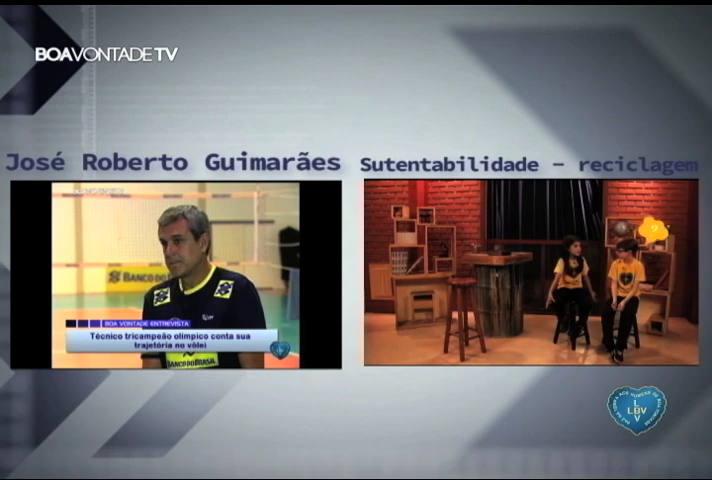 BOAVONTADE TV
José Roberto Guimarães
Sutentabilidade – reciclagem
BANCO DO BRASIL
BOA VONTADE ENTREVISTA
Técnico tricampeão olímpico conta sua
trajetória no vôlei
BANCO DO BRASIL
?
LBV